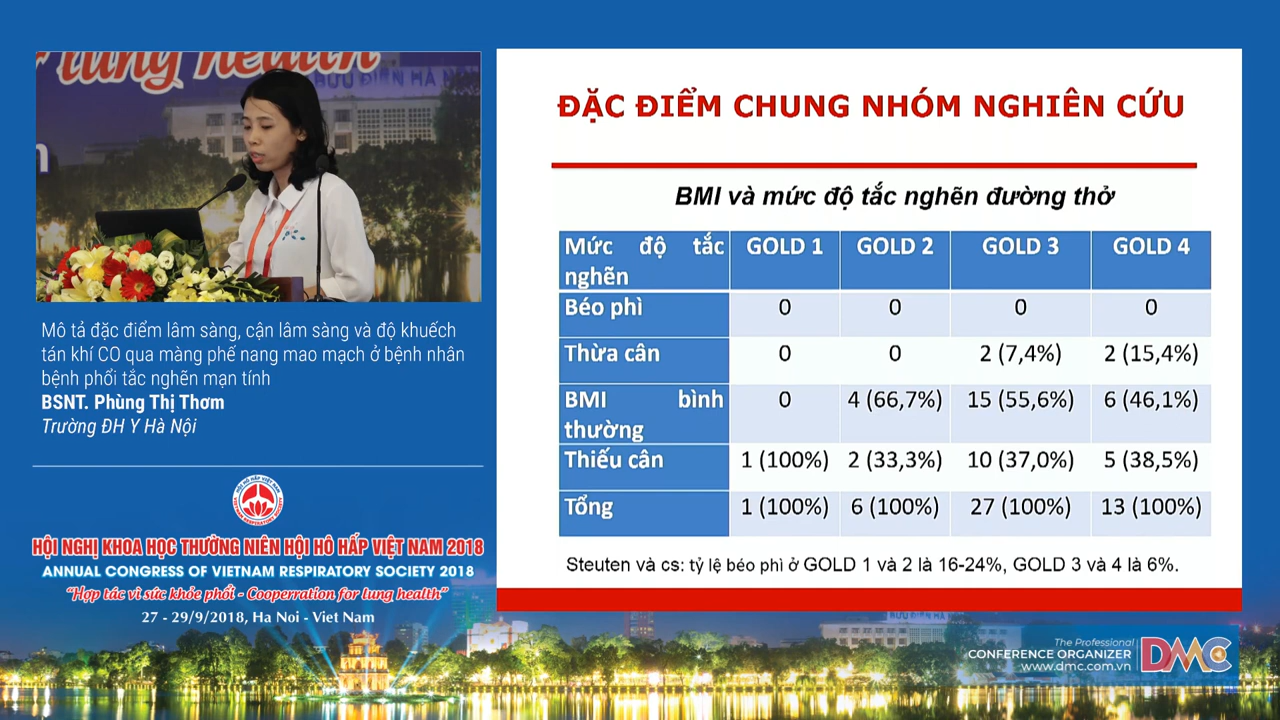 r lung health
BƯU ĐIỆN HÀ N
Mô tả đặc điểm lâm sàng, cận lâm sàng và độ khuếch
tán khí CO qua màng phế nang mao mạch ở bệnh nhân
bệnh phổi tắc nghẽn mạn tính
BSNT. Phùng Thị Thơm
Trường ĐH Y Hà Nội
HỘI NGHỊ KHOA HỌC THƯỜNG NIÊN HỘI HÔ HẤP VIỆT NAM 2018
ANNUAL CONGRESS OF VIETNAM RESPIRATORY SOCIETY 2018
"Hợp tác vì sức khỏe phổi - Cooperration for lung health"
27 - 29/9/2018, Ha Noi - Viet Nam
ĐẶC ĐIỂM CHUNG NHÓM NGHIÊN CỨU
BMI và mức độ tắc nghẽn đường thở
Mức độ tắc nghẽn GOLD 1 GOLD 2 GOLD 3 GOLD 4
Béo phì 0 0 0 0
Thừa cân 0 0 2 (7,4%) 2 (15,4%)
BMI bình thường 0 4 (66,7%) 15 (55,6%) 6 (46,1%)
Thiếu cân 1 (100%) 2 (33,3%) 10 (37,0%) 5 (38,5%)
Tổng 1 (100%) 6 (100%) 27 (100%) 13 (100%)
Steuten và cs: tỷ lệ béo phì ở GOLD 1 và 2 là 16-24%, GOLD 3 và 4 là 6%.
The Professional
CONFERENCE ORGANIZER
www.dmc.com.vn
DMC